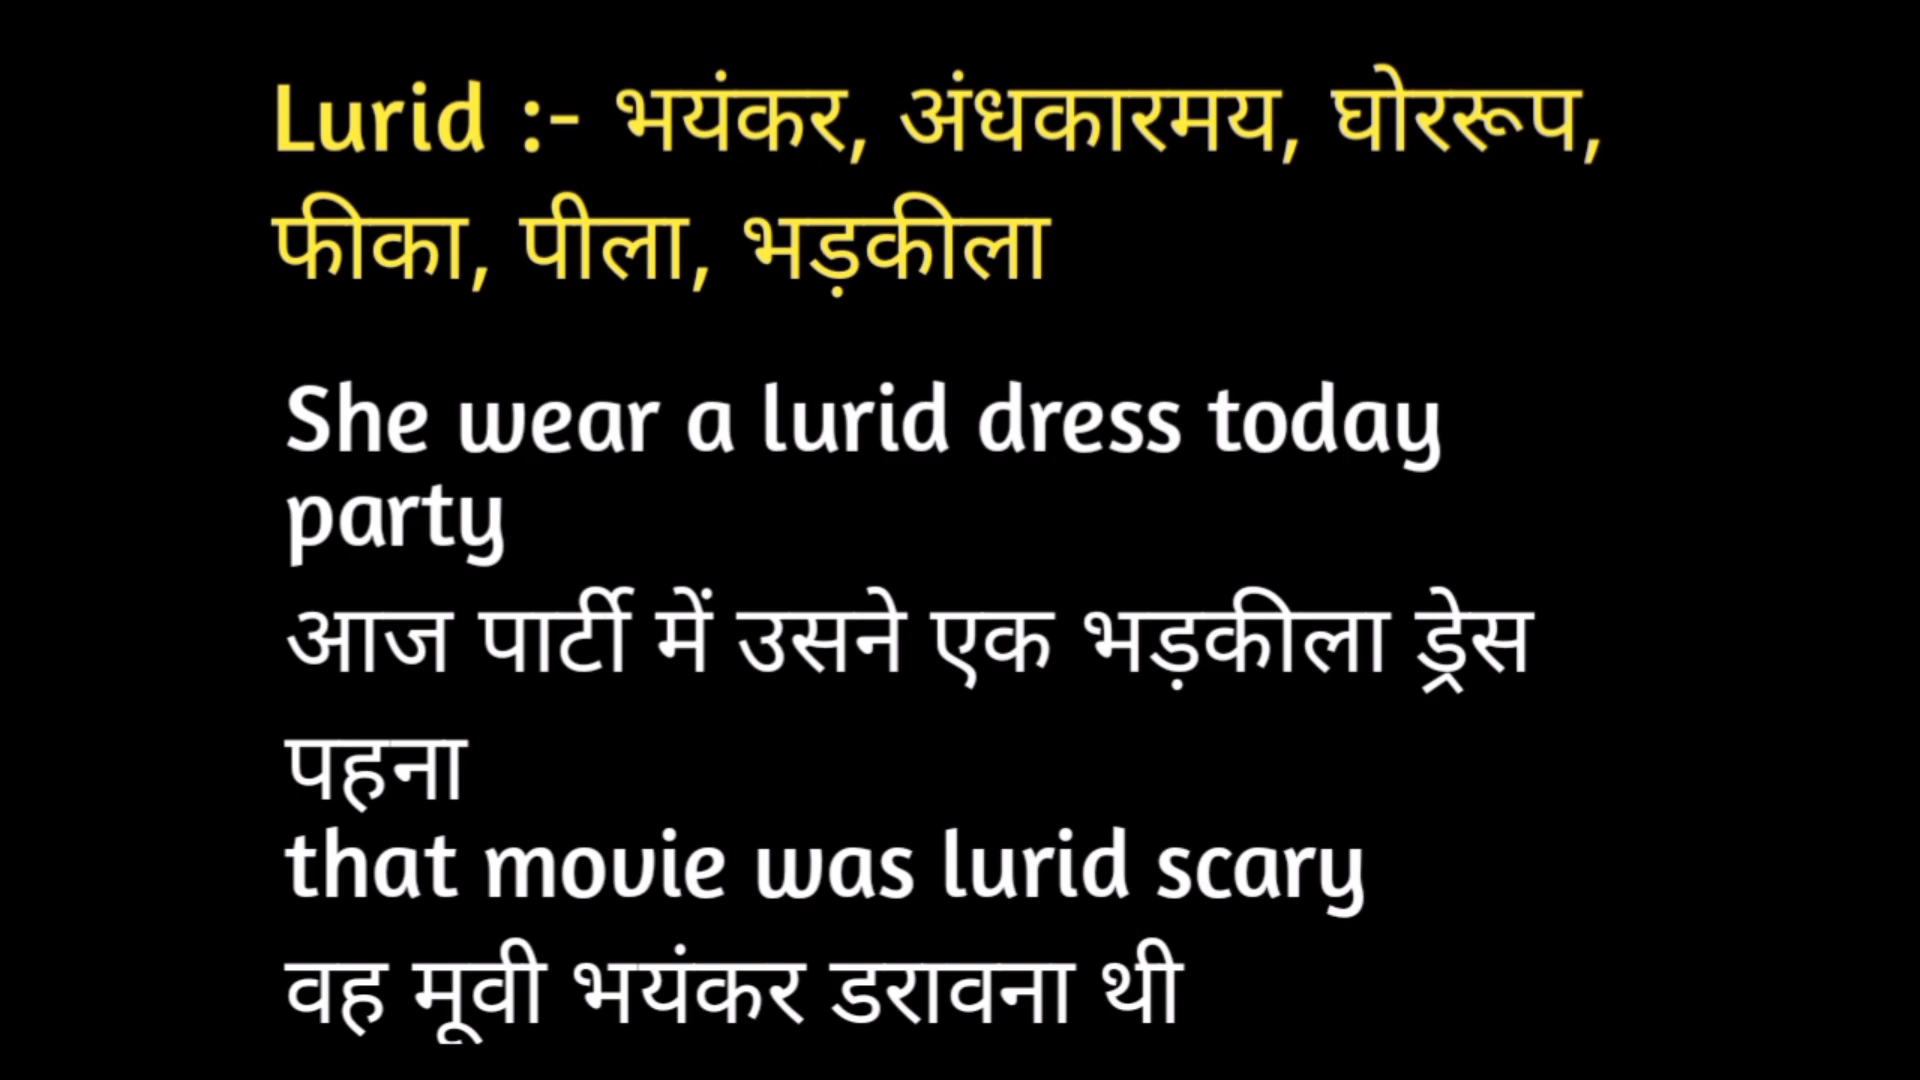 Lurid :- भयंकर, अंधकारमय, घोररूप,
फीका, पीला, भड़कीला
She wear a lurid dress today
party
आज पार्टी में उसने एक भड़कीला ड्रेस
पहना
that movie was lurid scary
वह मूवी भयंकर डरावना थी